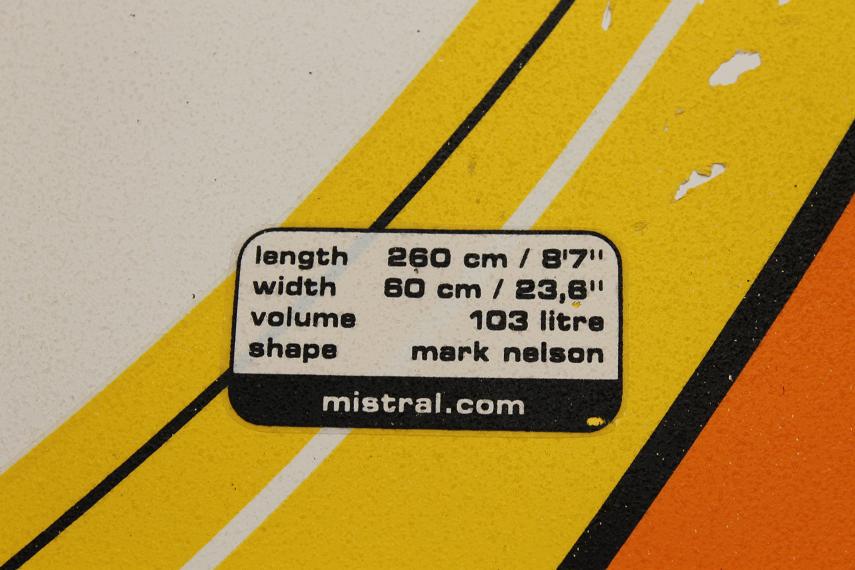 length 260 cm / 8'7"
width 60 cm / 23,6"
volume 103 litre
shape mark nelson
mistral.com